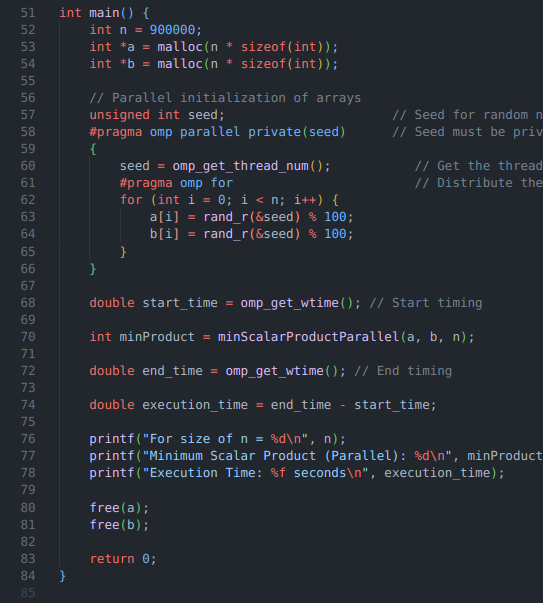 51 int main() {
52     int n = 900000;
53     int *a = malloc(n * sizeof(int));
54     int *b = malloc(n * sizeof(int));
55
56     // Parallel initialization of arrays
57     unsigned int seed;                      // Seed for random n
58     #pragma omp parallel private(seed)      // Seed must be priv
59     {
60         seed = omp_get_thread_num();           // Get the thread
61         #pragma omp for                        // Distribute the
62         for (int i = 0; i < n; i++) {
63             a[i] = rand_r(&seed) % 100;
64             b[i] = rand_r(&seed) % 100;
65         }
66     }
67
68     double start_time = omp_get_wtime(); // Start timing
69
70     int minProduct = minScalarProductParallel(a, b, n);
71
72     double end_time = omp_get_wtime(); // End timing
73
74     double execution_time = end_time - start_time;
75
76     printf("For size of n = %d\n", n);
77     printf("Minimum Scalar Product (Parallel): %d\n", minProduct
78     printf("Execution Time: %f seconds\n", execution_time);
79
80     free(a);
81     free(b);
82
83     return 0;
84 }
85